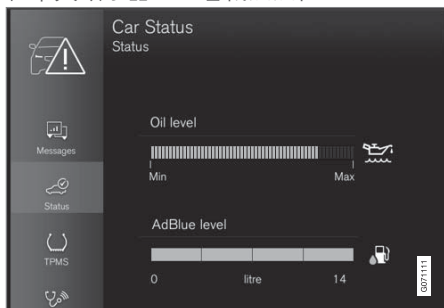 Car Status
Status
Messages
Oil level
Min Max
Status
AdBlue level
TPMS
0 litre 14
G071111